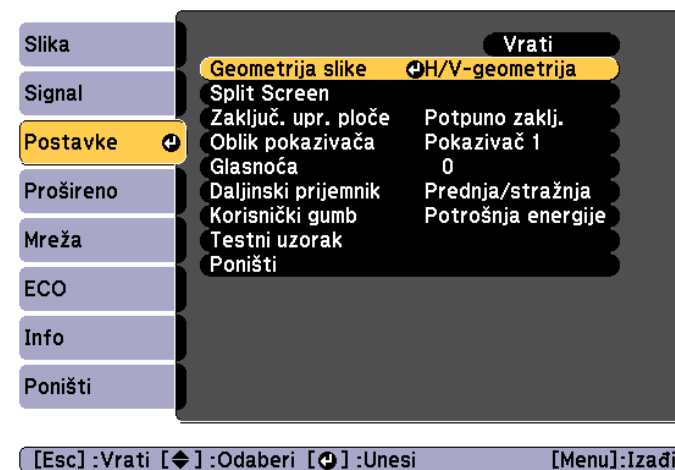 Slika
Signal
Postavke
Prošireno
Mreža
ECO
Info
Poništi
Vrati
Geometrija slike H/V-geometrija
Split Screen
Zaključ. upr. ploče Potpuno zaklj.
Oblik pokazivača Pokazivač 1
Glasnoća 0
Daljinski prijemnik Prednja/stražnja
Korisnički gumb Potrošnja energije
Testni uzorak
Poništi
[Esc] :Vrati [◆] :Odaberi [⏎] :Unesi [Menu]:Izađi